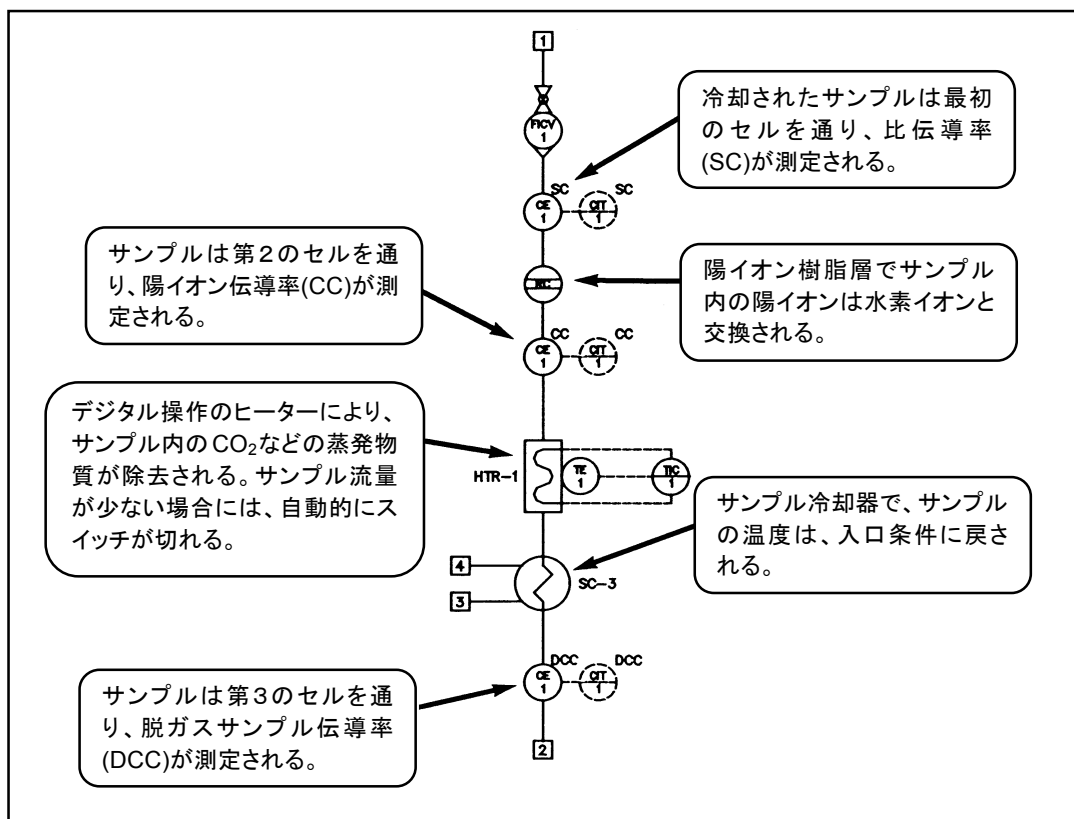 1
FICV
1
冷却されたサンプルは最初
のセルを通り、比伝導率
(SC)が測定される。
SC
SC
CE
1
CIT
1
サンプルは第２のセルを通
り、陽イオン伝導率(CC)が測
定される。
陽イオン樹脂層でサンプル
内の陽イオンは水素イオンと
交換される。
CC
CC
CE
1
CIT
1
デジタル操作のヒーターにより、
サンプル内のCO₂などの蒸発物
質が除去される。サンプル流量
が少ない場合には、自動的にス
イッチが切れる。
HTR-1
TE
1
TIC
1
サンプル冷却器で、サンプル
の温度は、入口条件に戻さ
れる。
4
3
SC-3
サンプルは第３のセルを通
り、脱ガスサンプル伝導率
(DCC)が測定される。
DCC
DCC
CE
1
CIT
1
2